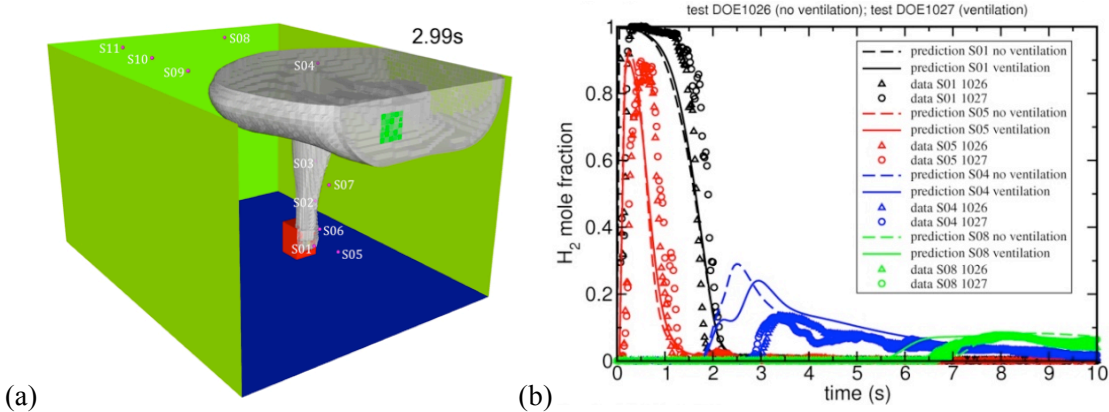 2.99s
S11
S08
S10
S09
S04
S03
S07
S02
S06
S01
S05
(a)
test DOE1026 (no ventilation); test DOE1027 (ventilation)
H2 mole fraction
1
0.8
0.6
0.4
0.2
0
prediction S01 no ventilation
prediction S01 ventilation
data S01 1026
data S01 1027
prediction S05 no ventilation
prediction S05 ventilation
data S05 1026
data S05 1027
prediction S04 no ventilation
prediction S04 ventilation
data S04 1026
data S04 1027
prediction S08 no ventilation
prediction S08 ventilation
data S08 1026
data S08 1027
0 1 2 3 4 5 6 7 8 9 10
time (s)
(b)